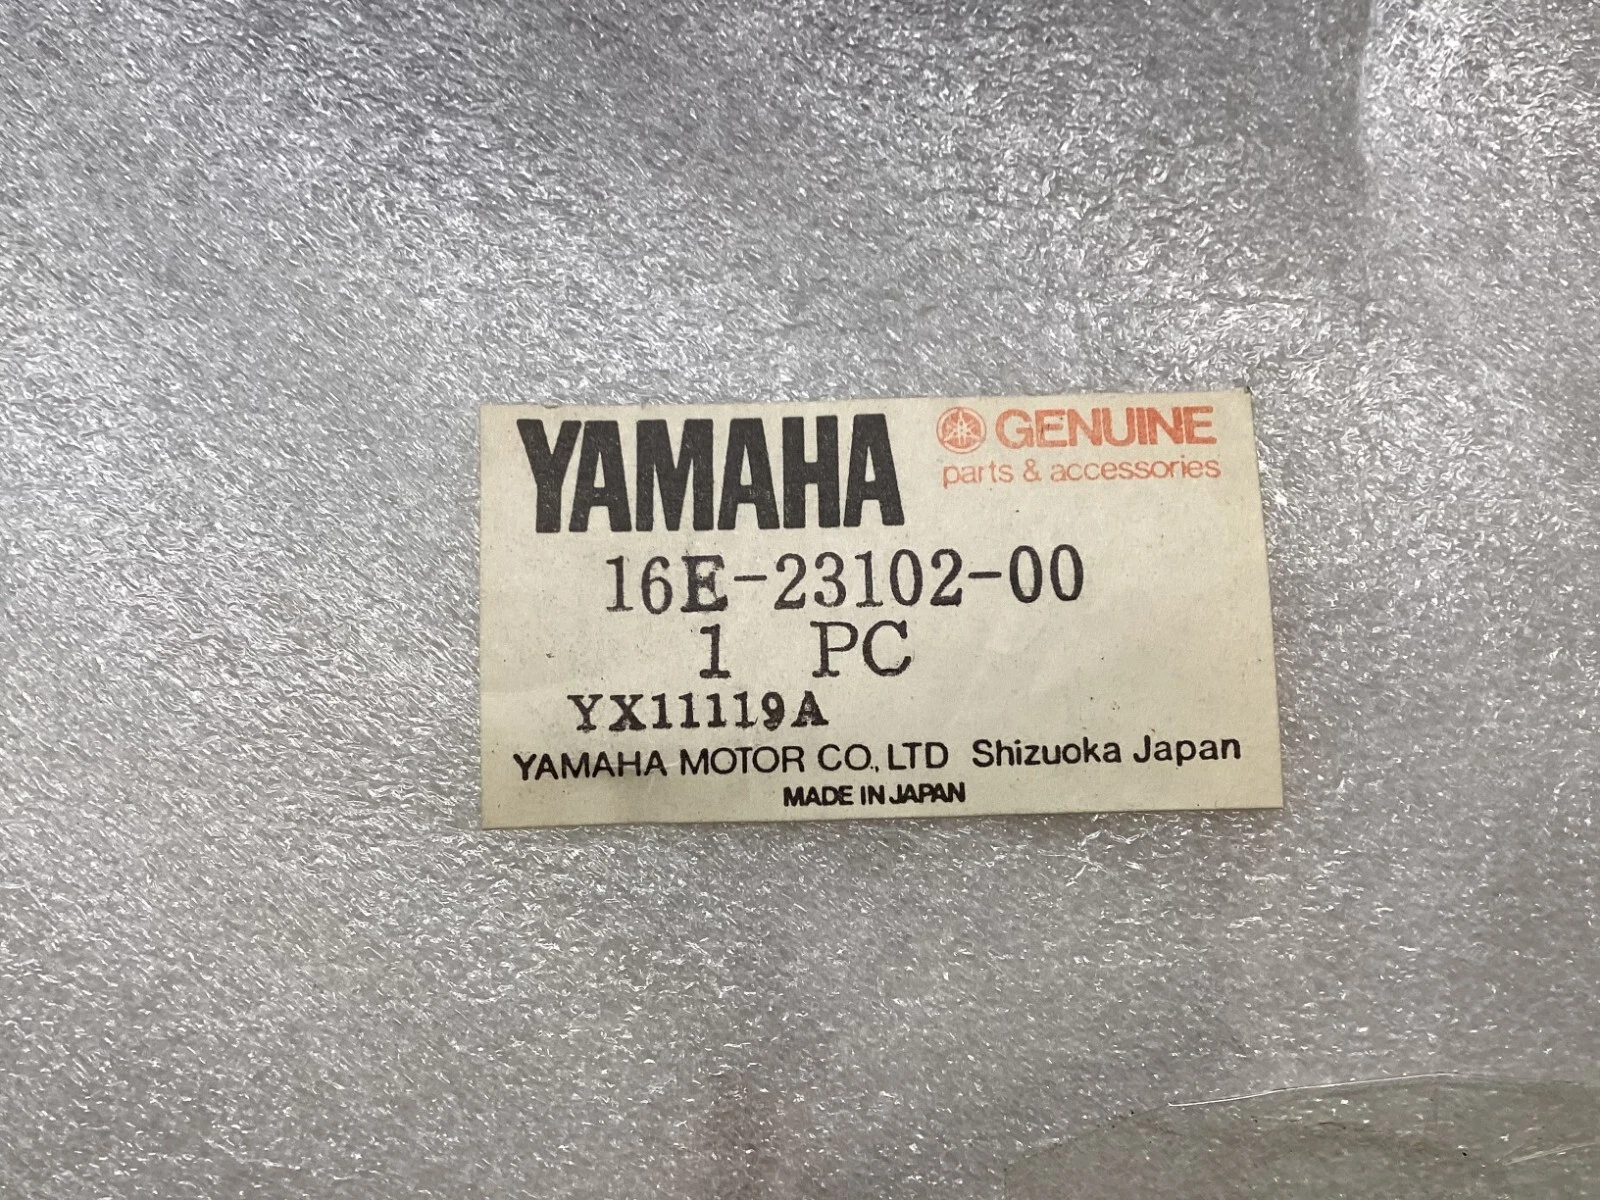 YAMAHA GENUINE
parts & accessories
16E-23102-00
1 PC
YX11119A
YAMAHA MOTOR CO., LTD Shizuoka Japan
MADE IN JAPAN